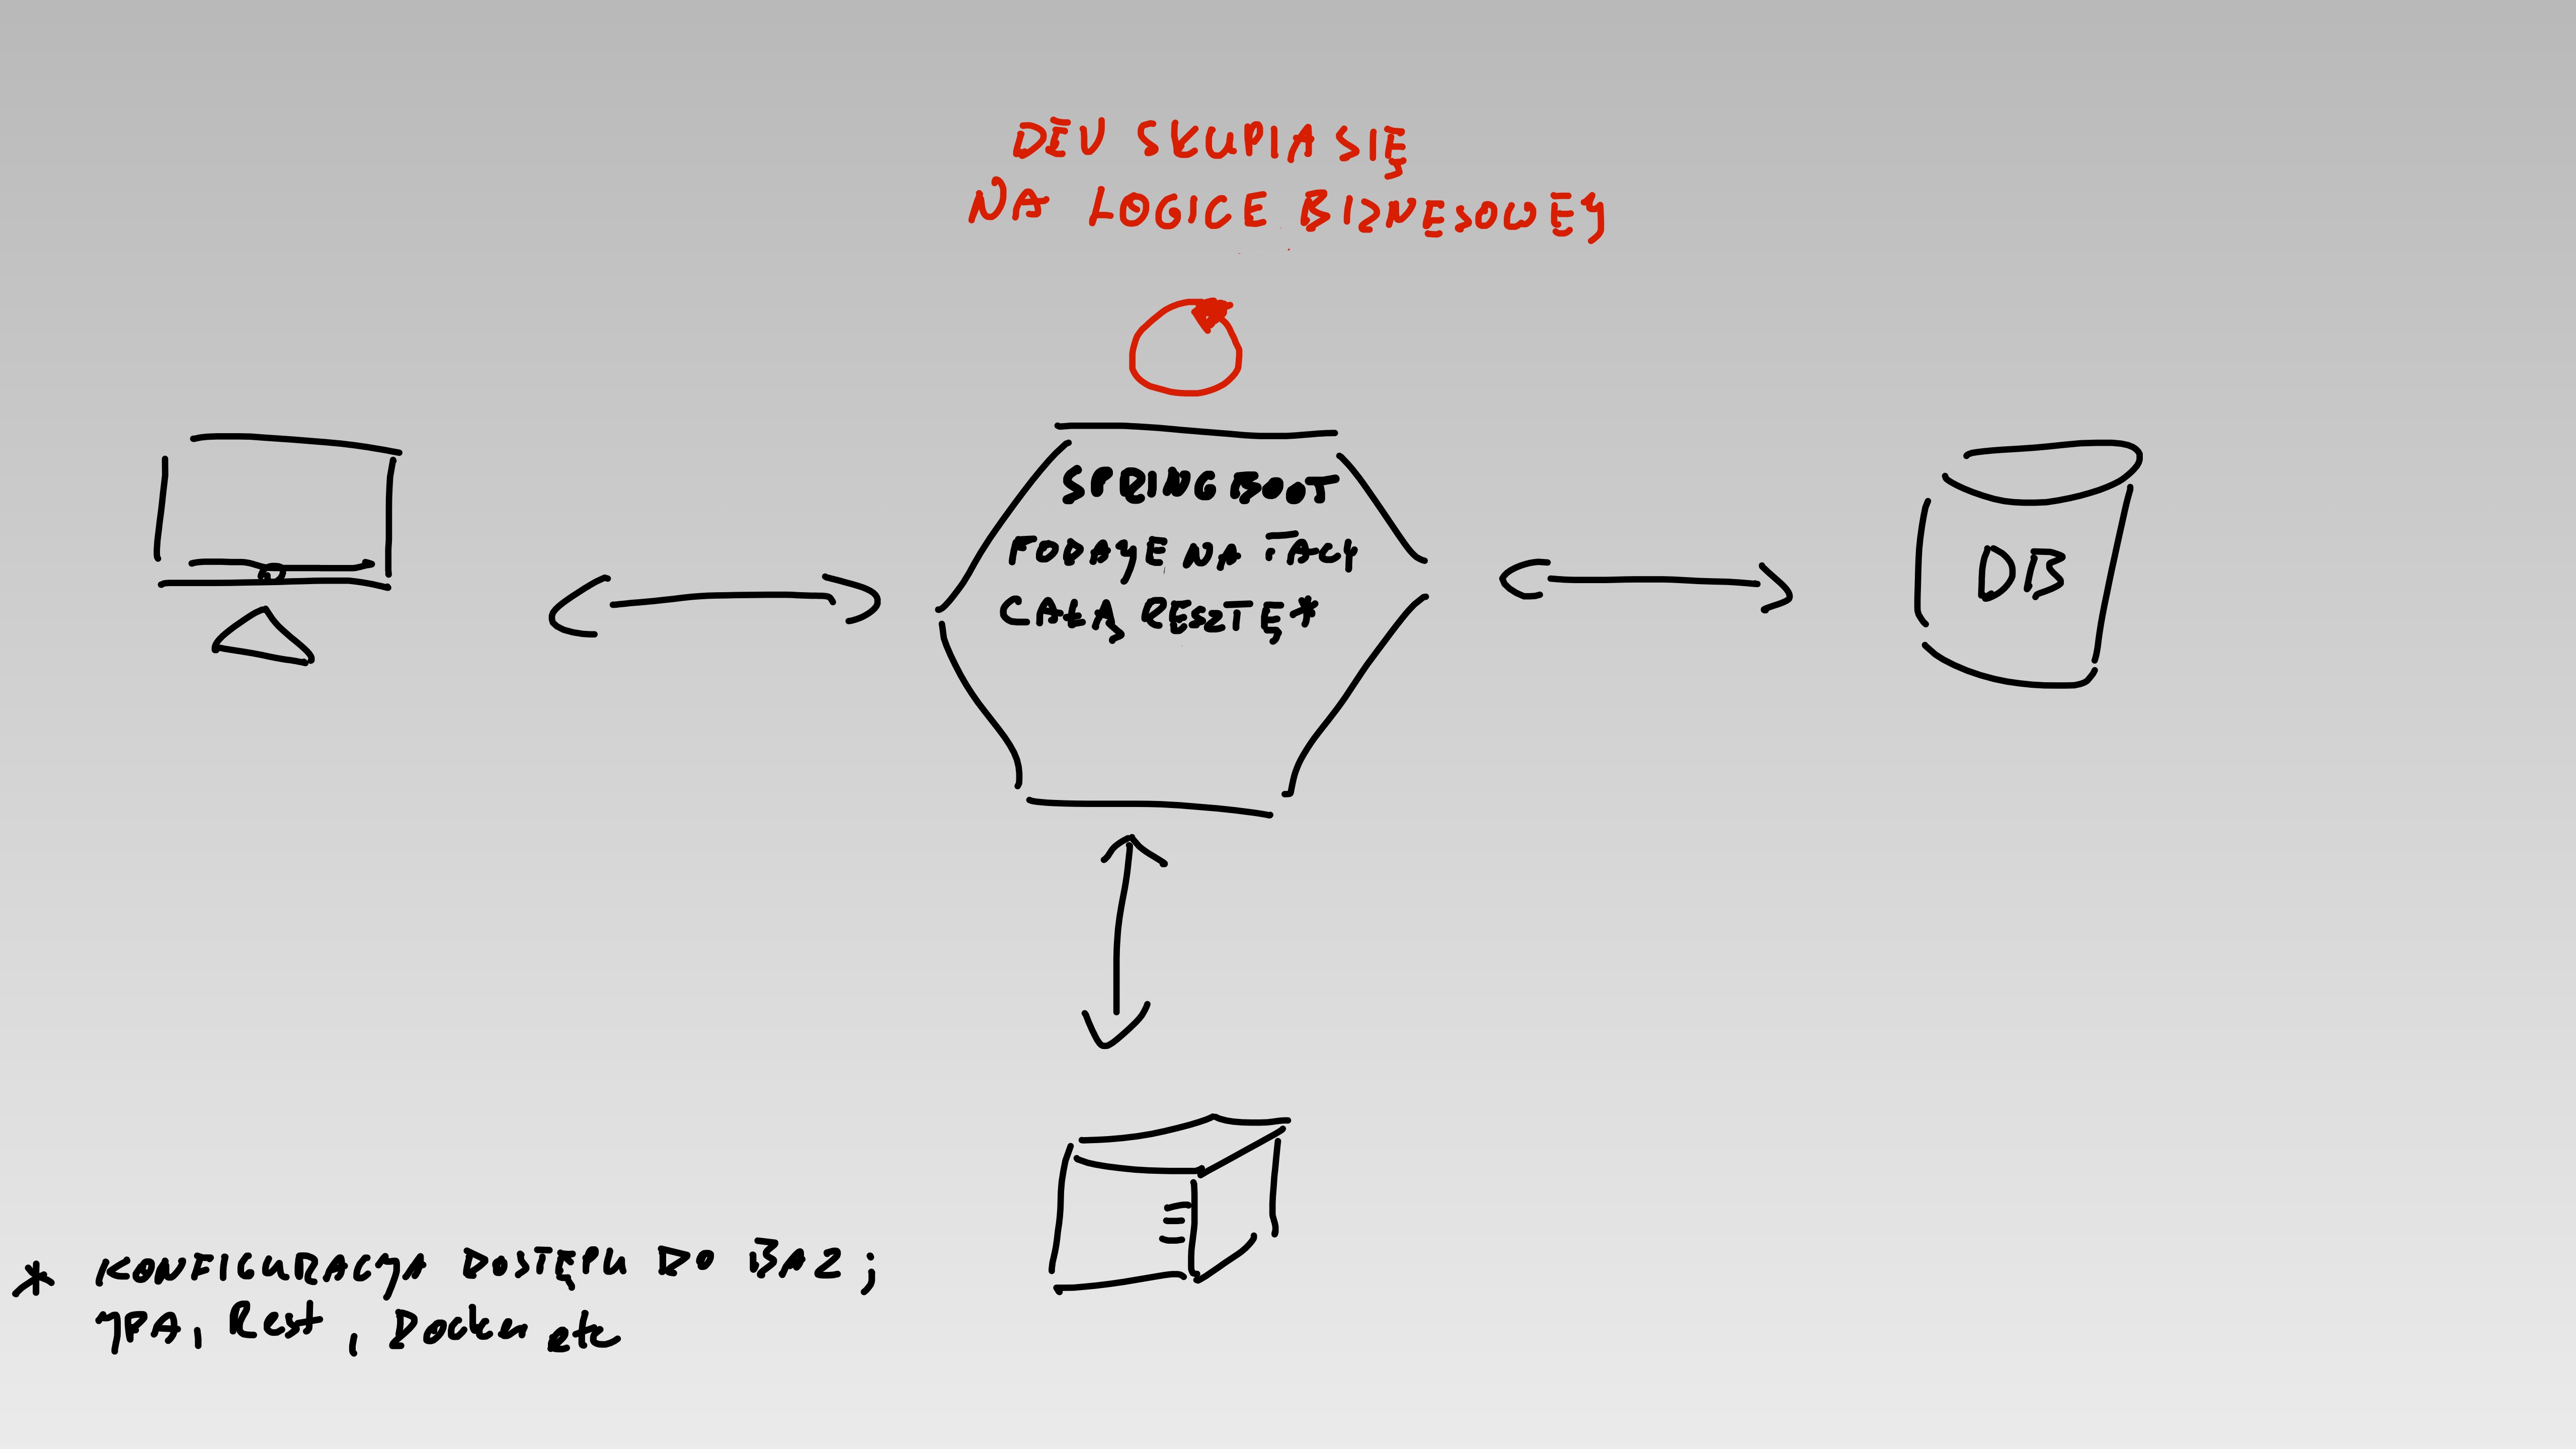 DEV SKUPIA SIĘ
NA LOGICE BIZNESOWEJ
SPRING BOOT
PODAJE NA TACY
CAŁĄ RESZTĘ*
DB
* KONFIGURACJA DOSTĘPU DO BAZ;
JPA, Rest, Docker etc